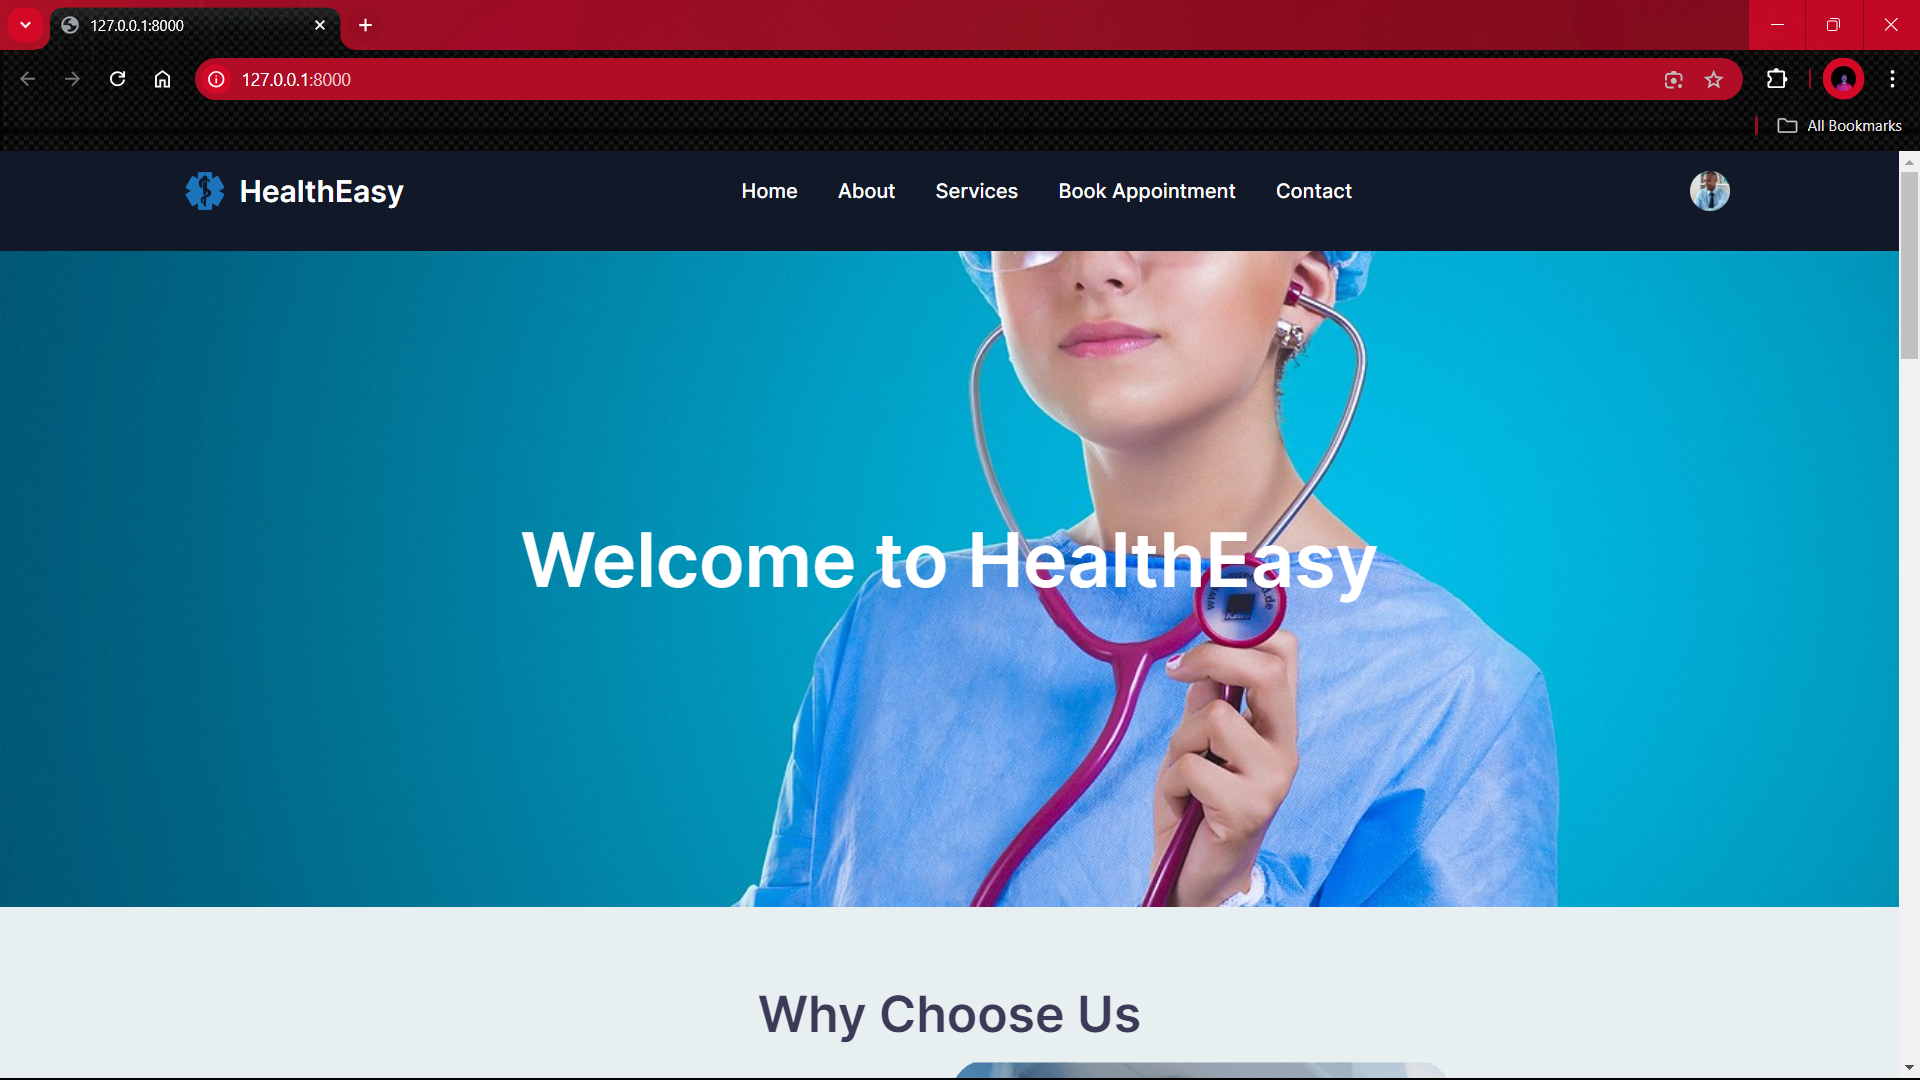 127.0.0.1:8000
127.0.0.1:8000
All Bookmarks
HealthEasy
Home About Services Book Appointment Contact
Welcome to HealthEasy
Why Choose Us